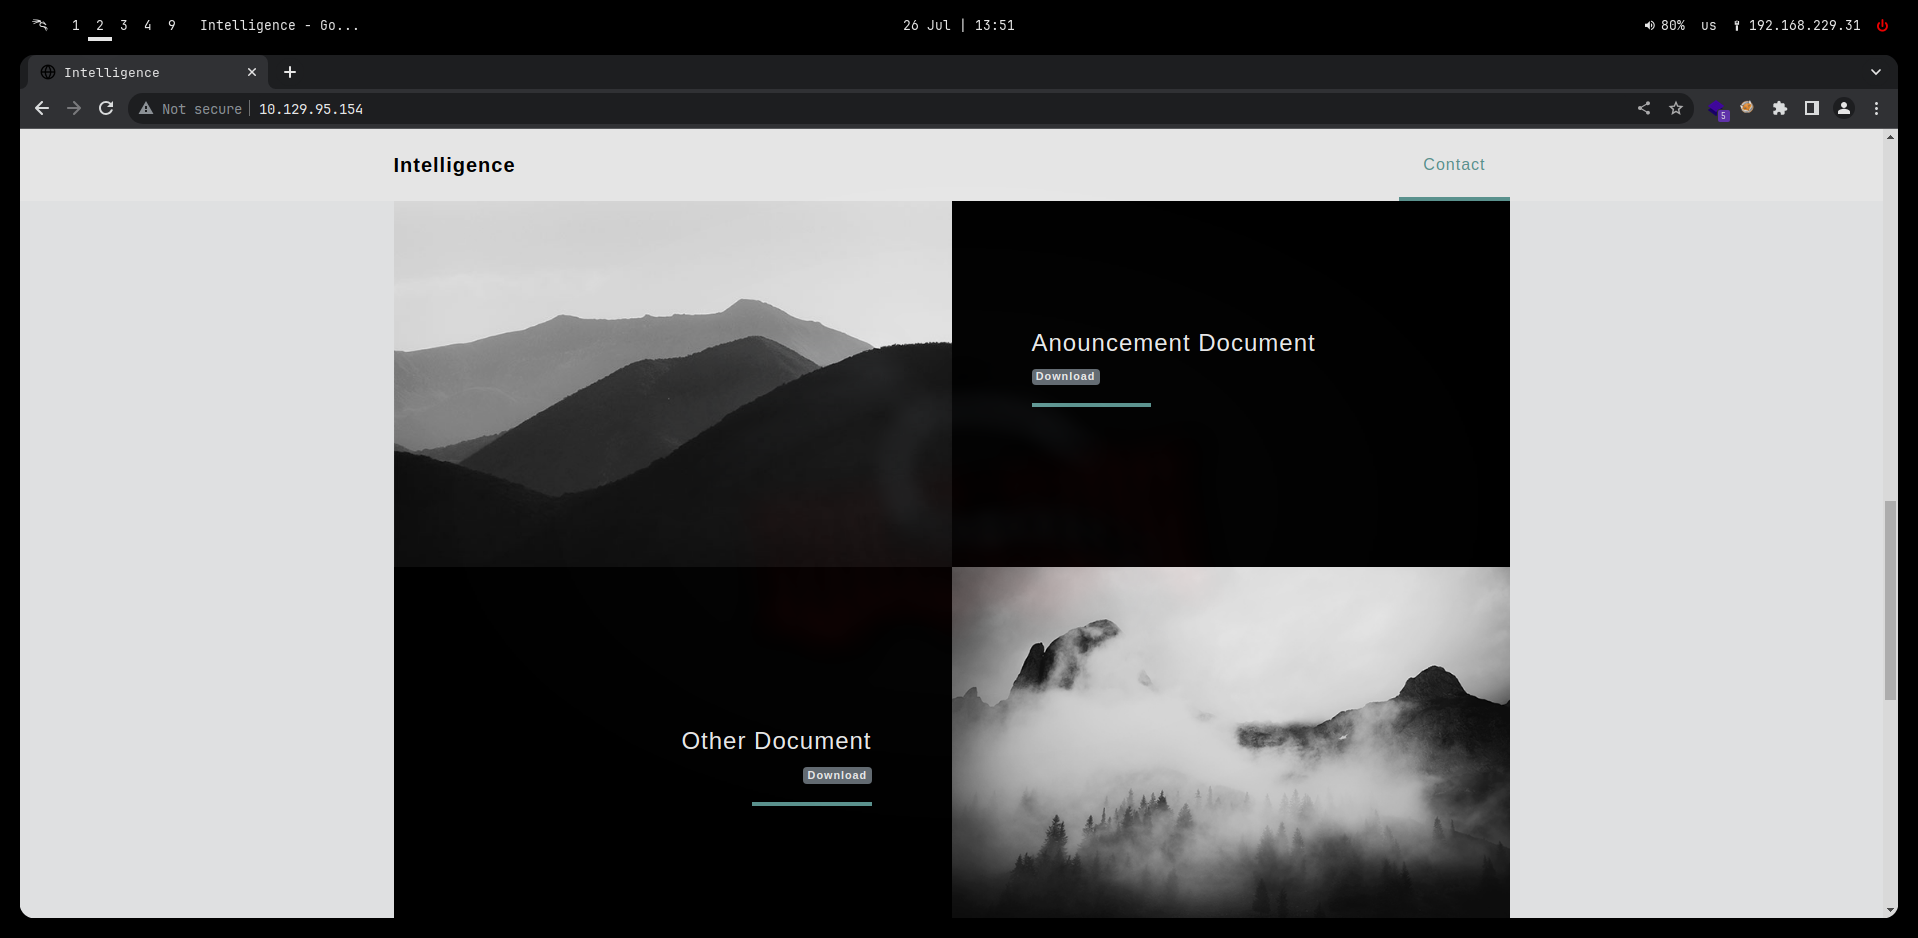 1 2 3 4 9 Intelligence - Go... 26 Jul | 13:51 80% us 192.168.229.31
Intelligence
Not secure 10.129.95.154 5
Intelligence Contact
Anouncement Document
Download
Other Document
Download